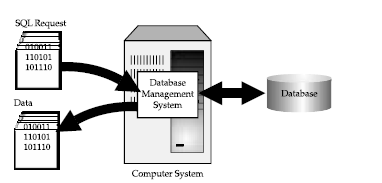 SQL Request
010011
110101
101110
Data
010011
110101
101110
Database
Management
System
Database
Computer System